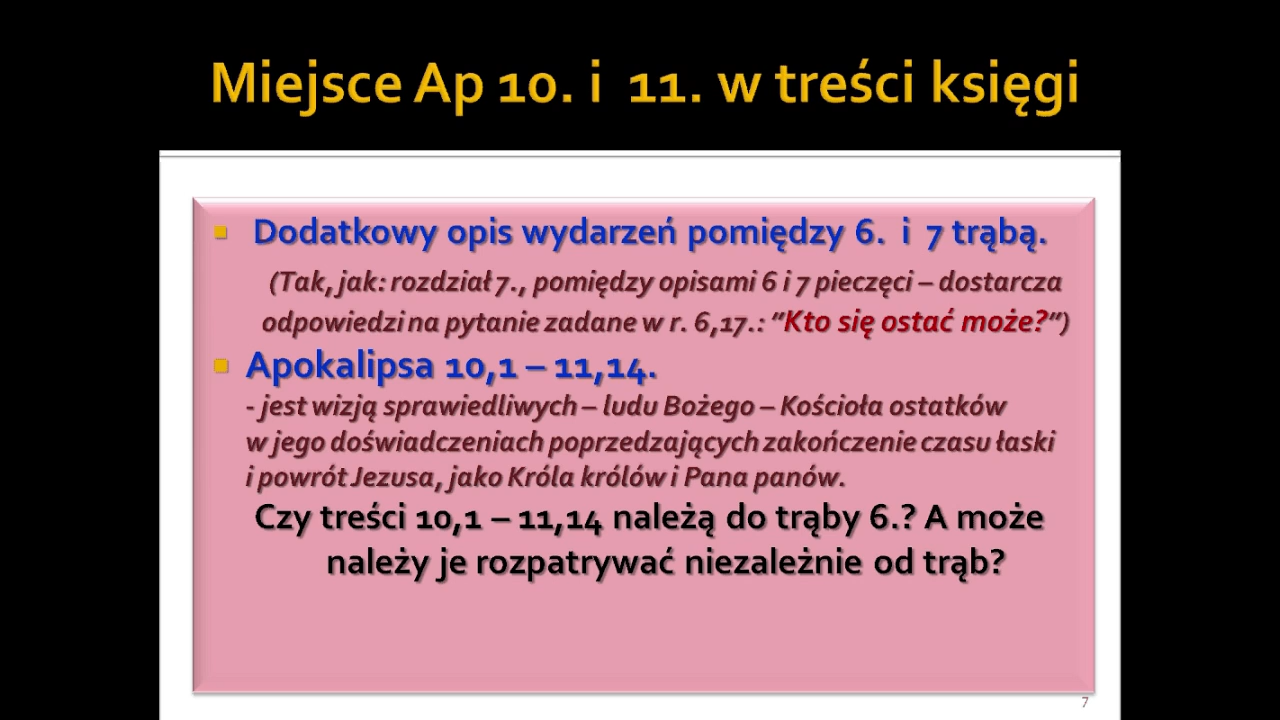 Miejsce Ap 10. i 11. w treści księgi
Dodatkowy opis wydarzeń pomiędzy 6. i 7 trąbą.
(Tak, jak: rozdział 7., pomiędzy opisami 6 i 7 pieczęci – dostarcza
odpowiedzi na pytanie zadane w r. 6,17.: "Kto się ostać może?")
Apokalipsa 10,1 – 11,14.
- jest wizją sprawiedliwych – ludu Bożego – Kościoła ostatków
w jego doświadczeniach poprzedzających zakończenie czasu łaski
i powrót Jezusa, jako Króla królów i Pana panów.
Czy treści 10,1 – 11,14 należą do trąby 6.? A może
należy je rozpatrywać niezależnie od trąb?
7